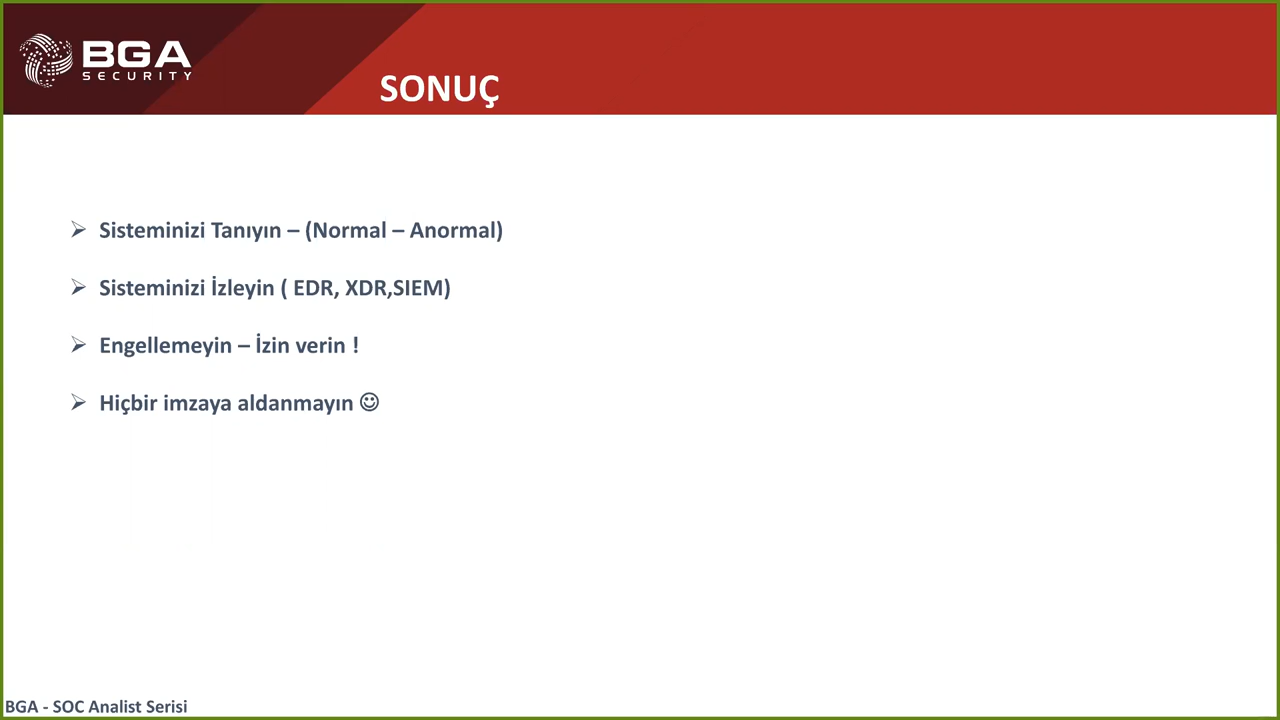 BGA
SECURITY
SONUÇ
➢ Sisteminizi Tanıyın – (Normal – Anormal)
➢ Sisteminizi İzleyin ( EDR, XDR,SIEM)
➢ Engellemeyin – İzin verin !
➢ Hiçbir imzaya aldanmayın ☺
BGA - SOC Analist Serisi